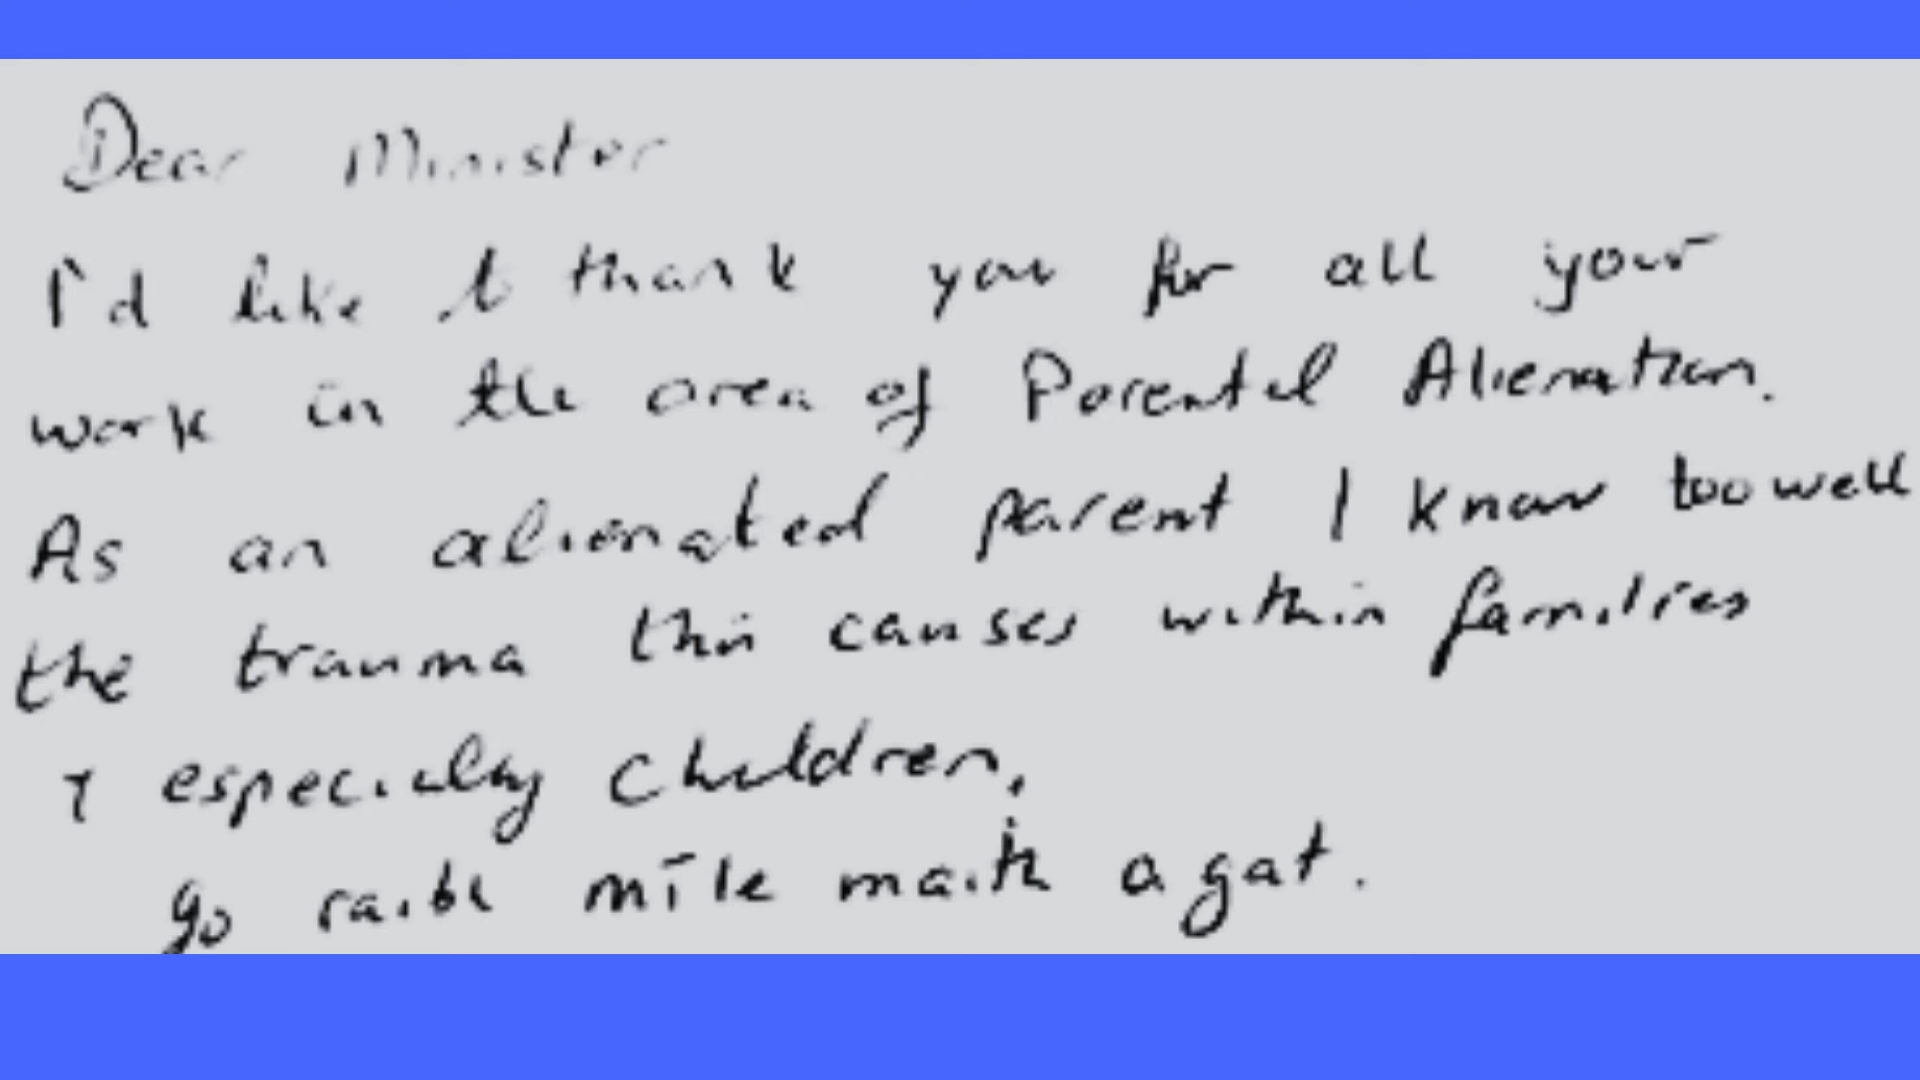 Dear Minister
I'd like to thank you for all your
work in the area of Parental Alienation.
As an alienated parent I know too well
the trauma this causes within families
+ especially children.
Go raibh míle maith agat.